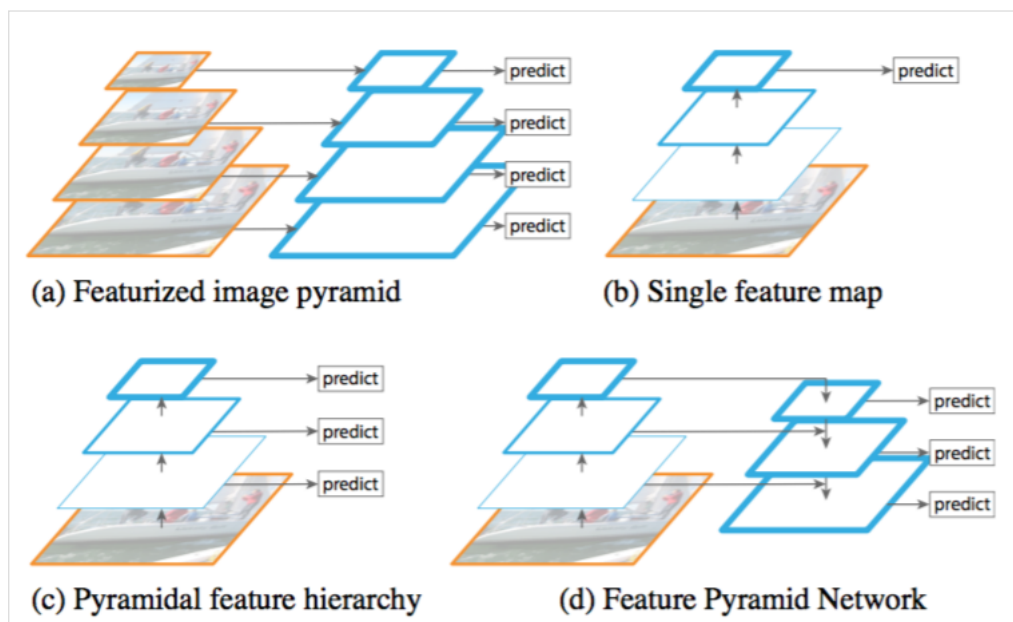 predict
predict
predict
predict
(a) Featurized image pyramid
predict
(b) Single feature map
predict
predict
predict
(c) Pyramidal feature hierarchy
predict
predict
predict
(d) Feature Pyramid Network